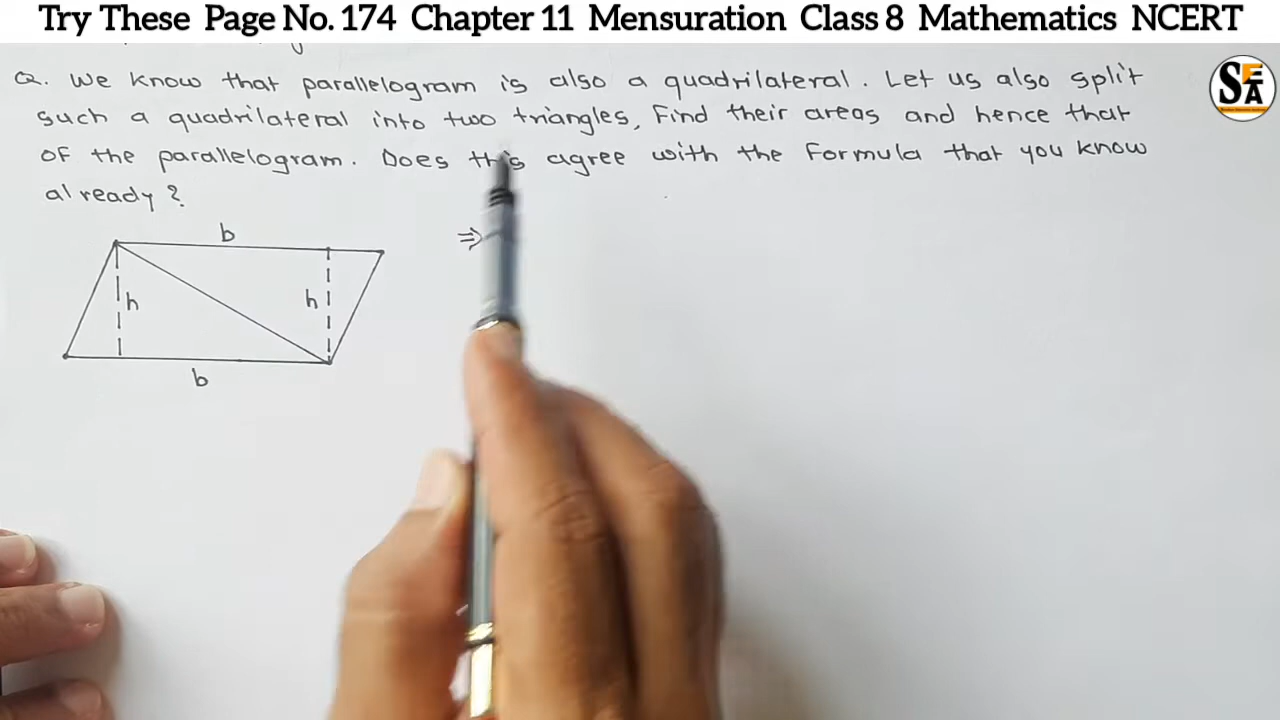 Try These Page No. 174 Chapter 11 Mensuration Class 8 Mathematics NCERT
Q. We know that parallelogram is also a quadrilateral. Let us also split
such a quadrilateral into two triangles, Find their areas and hence that
of the parallelogram. Does this agree with the Formula that you know
already?
SFEA
b
⇒
h h
b